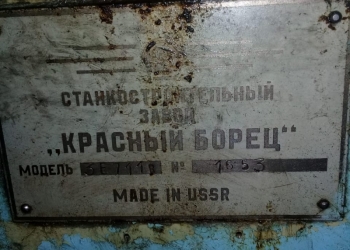 СТАНКОСТРОИТЕЛЬНЫЙ
ЗАВОД
„КРАСНЫЙ БОРЕЦ“
МОДЕЛЬ №
MADE IN USSR